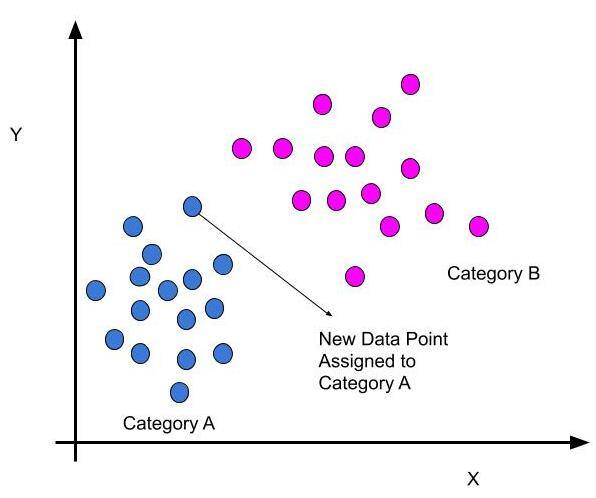 Y
Category B
New Data Point
Assigned to
Category A
Category A
X